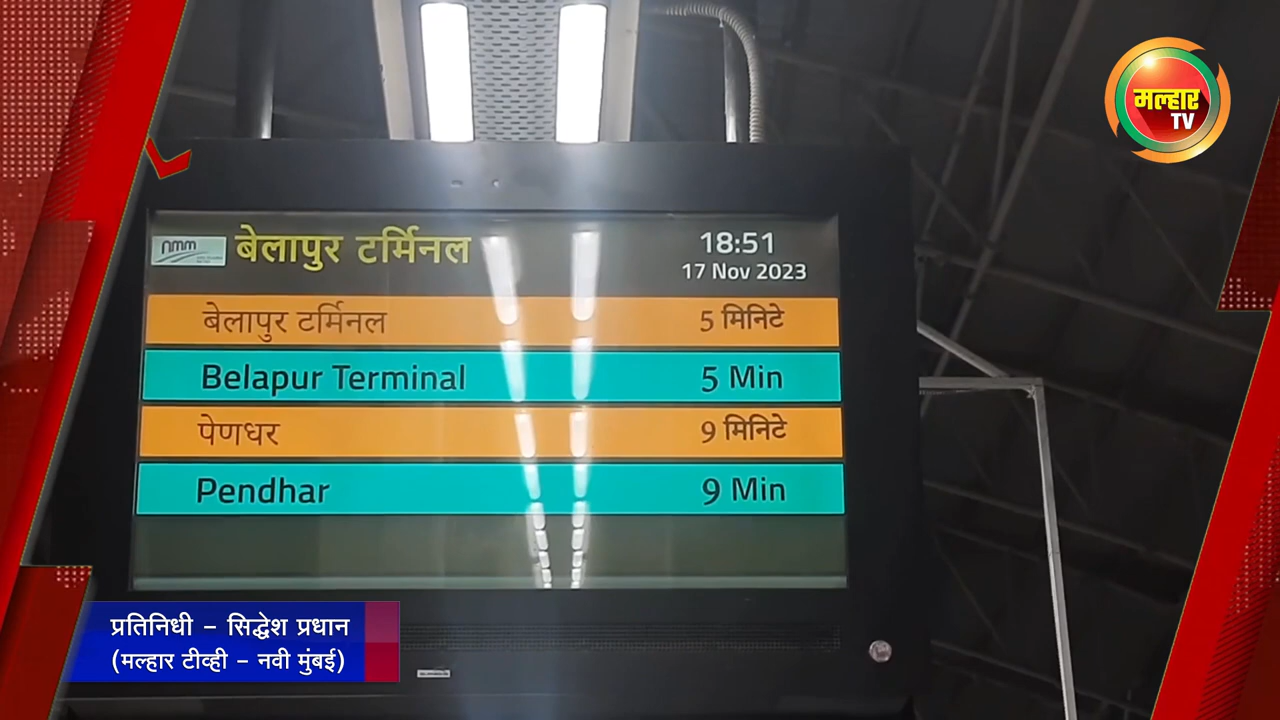 मल्हार
TV
nmm
बेलापुर टर्मिनल
18:51
17 Nov 2023
बेलापुर टर्मिनल 5 मिनिटे
Belapur Terminal 5 Min
पेणधर 9 मिनिटे
Pendhar 9 Min
प्रतिनिधी - सिद्धेश प्रधान
(मल्हार टीव्ही - नवी मुंबई)